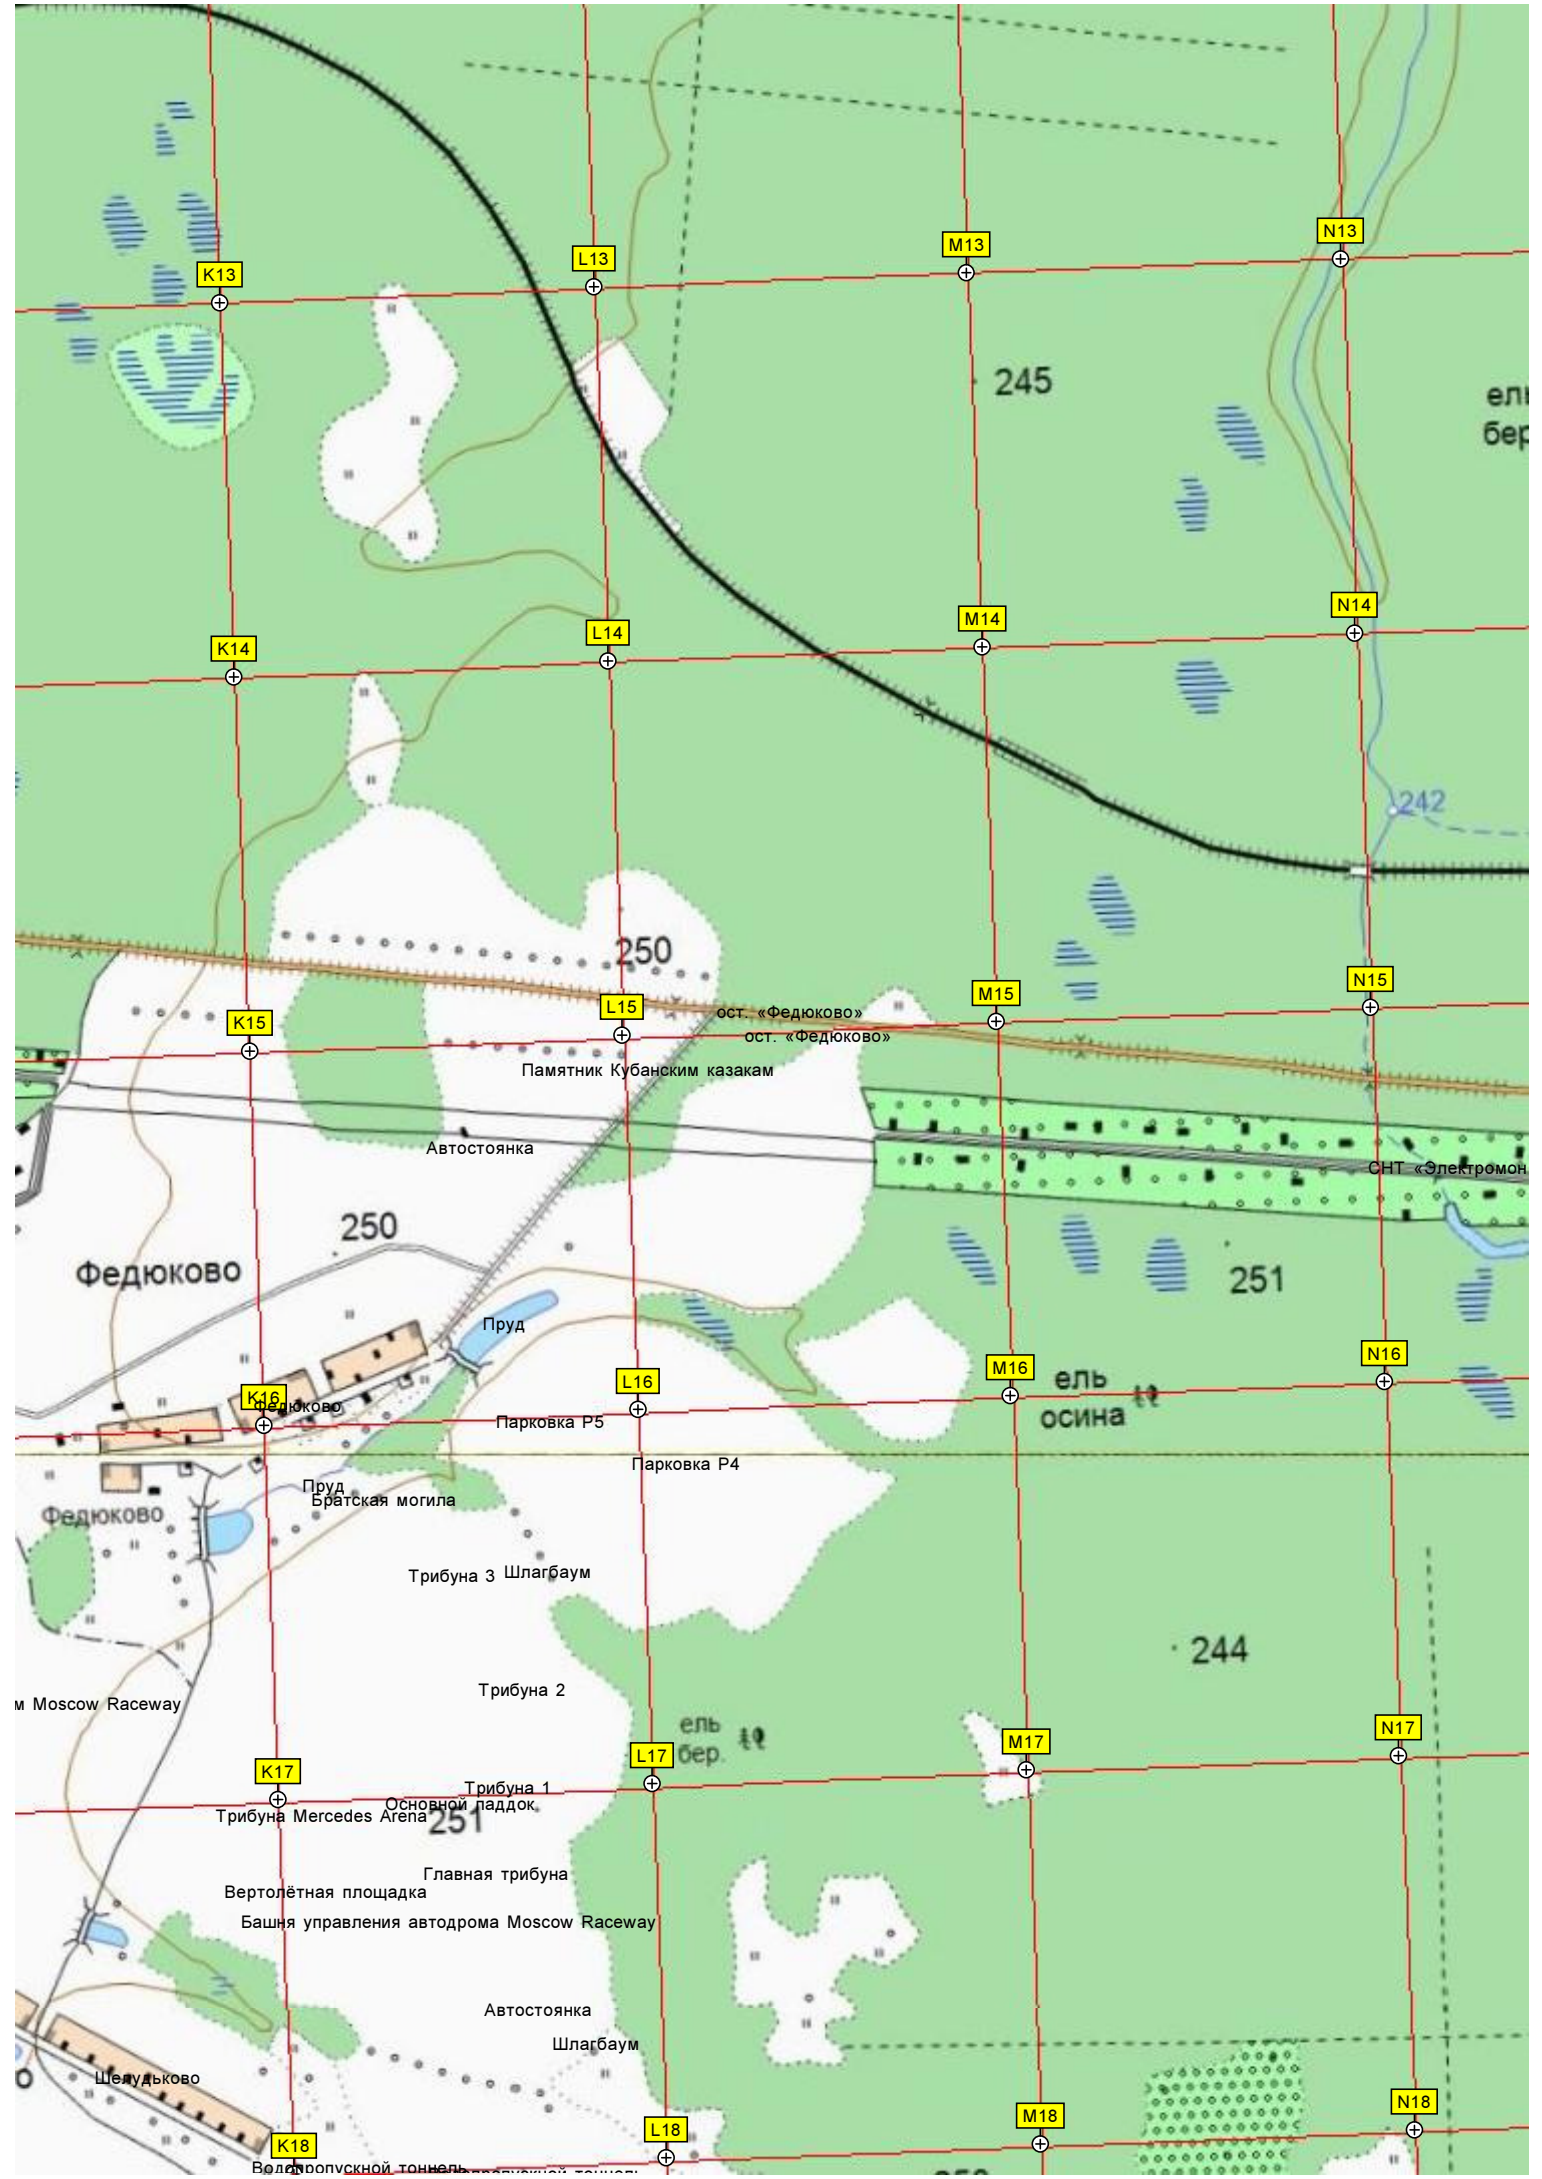 K13
L13
M13
N13
245
K14
L14
M14
N14
242
250
K15
L15
M15
N15
ост. «Федюково»
ост. «Федюково»
Памятник Кубанским казакам
Автостоянка
СНТ «Электромон
250
Федюково
251
Пруд
K16
L16
M16
N16
Федюково
ель
осина
Парковка P5
Парковка P4
Пруд
Братская могила
Федюково
Трибуна 3
Шлагбаум
244
Трибуна 2
м Moscow Raceway
ель
бер.
K17
L17
M17
N17
Трибуна 1
Основной паддок
Трибуна Mercedes Arena
251
Главная трибуна
Вертолётная площадка
Башня управления автодрома Moscow Raceway
Автостоянка
Шлагбаум
Шелудьково
K18
L18
M18
N18
Водопропускной тоннель